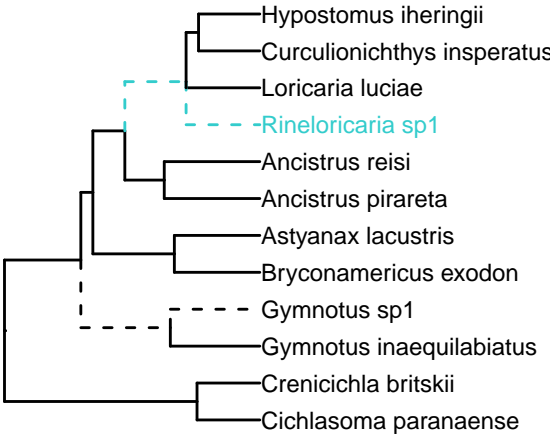 Hypostomus iheringii
Curculionichthys insperatus
Loricaria luciae
Rineloricaria sp1
Ancistrus reisi
Ancistrus pirareta
Astyanax lacustris
Bryconamericus exodon
Gymnotus sp1
Gymnotus inaequilabiatus
Crenicichla britskii
Cichlasoma paranaense